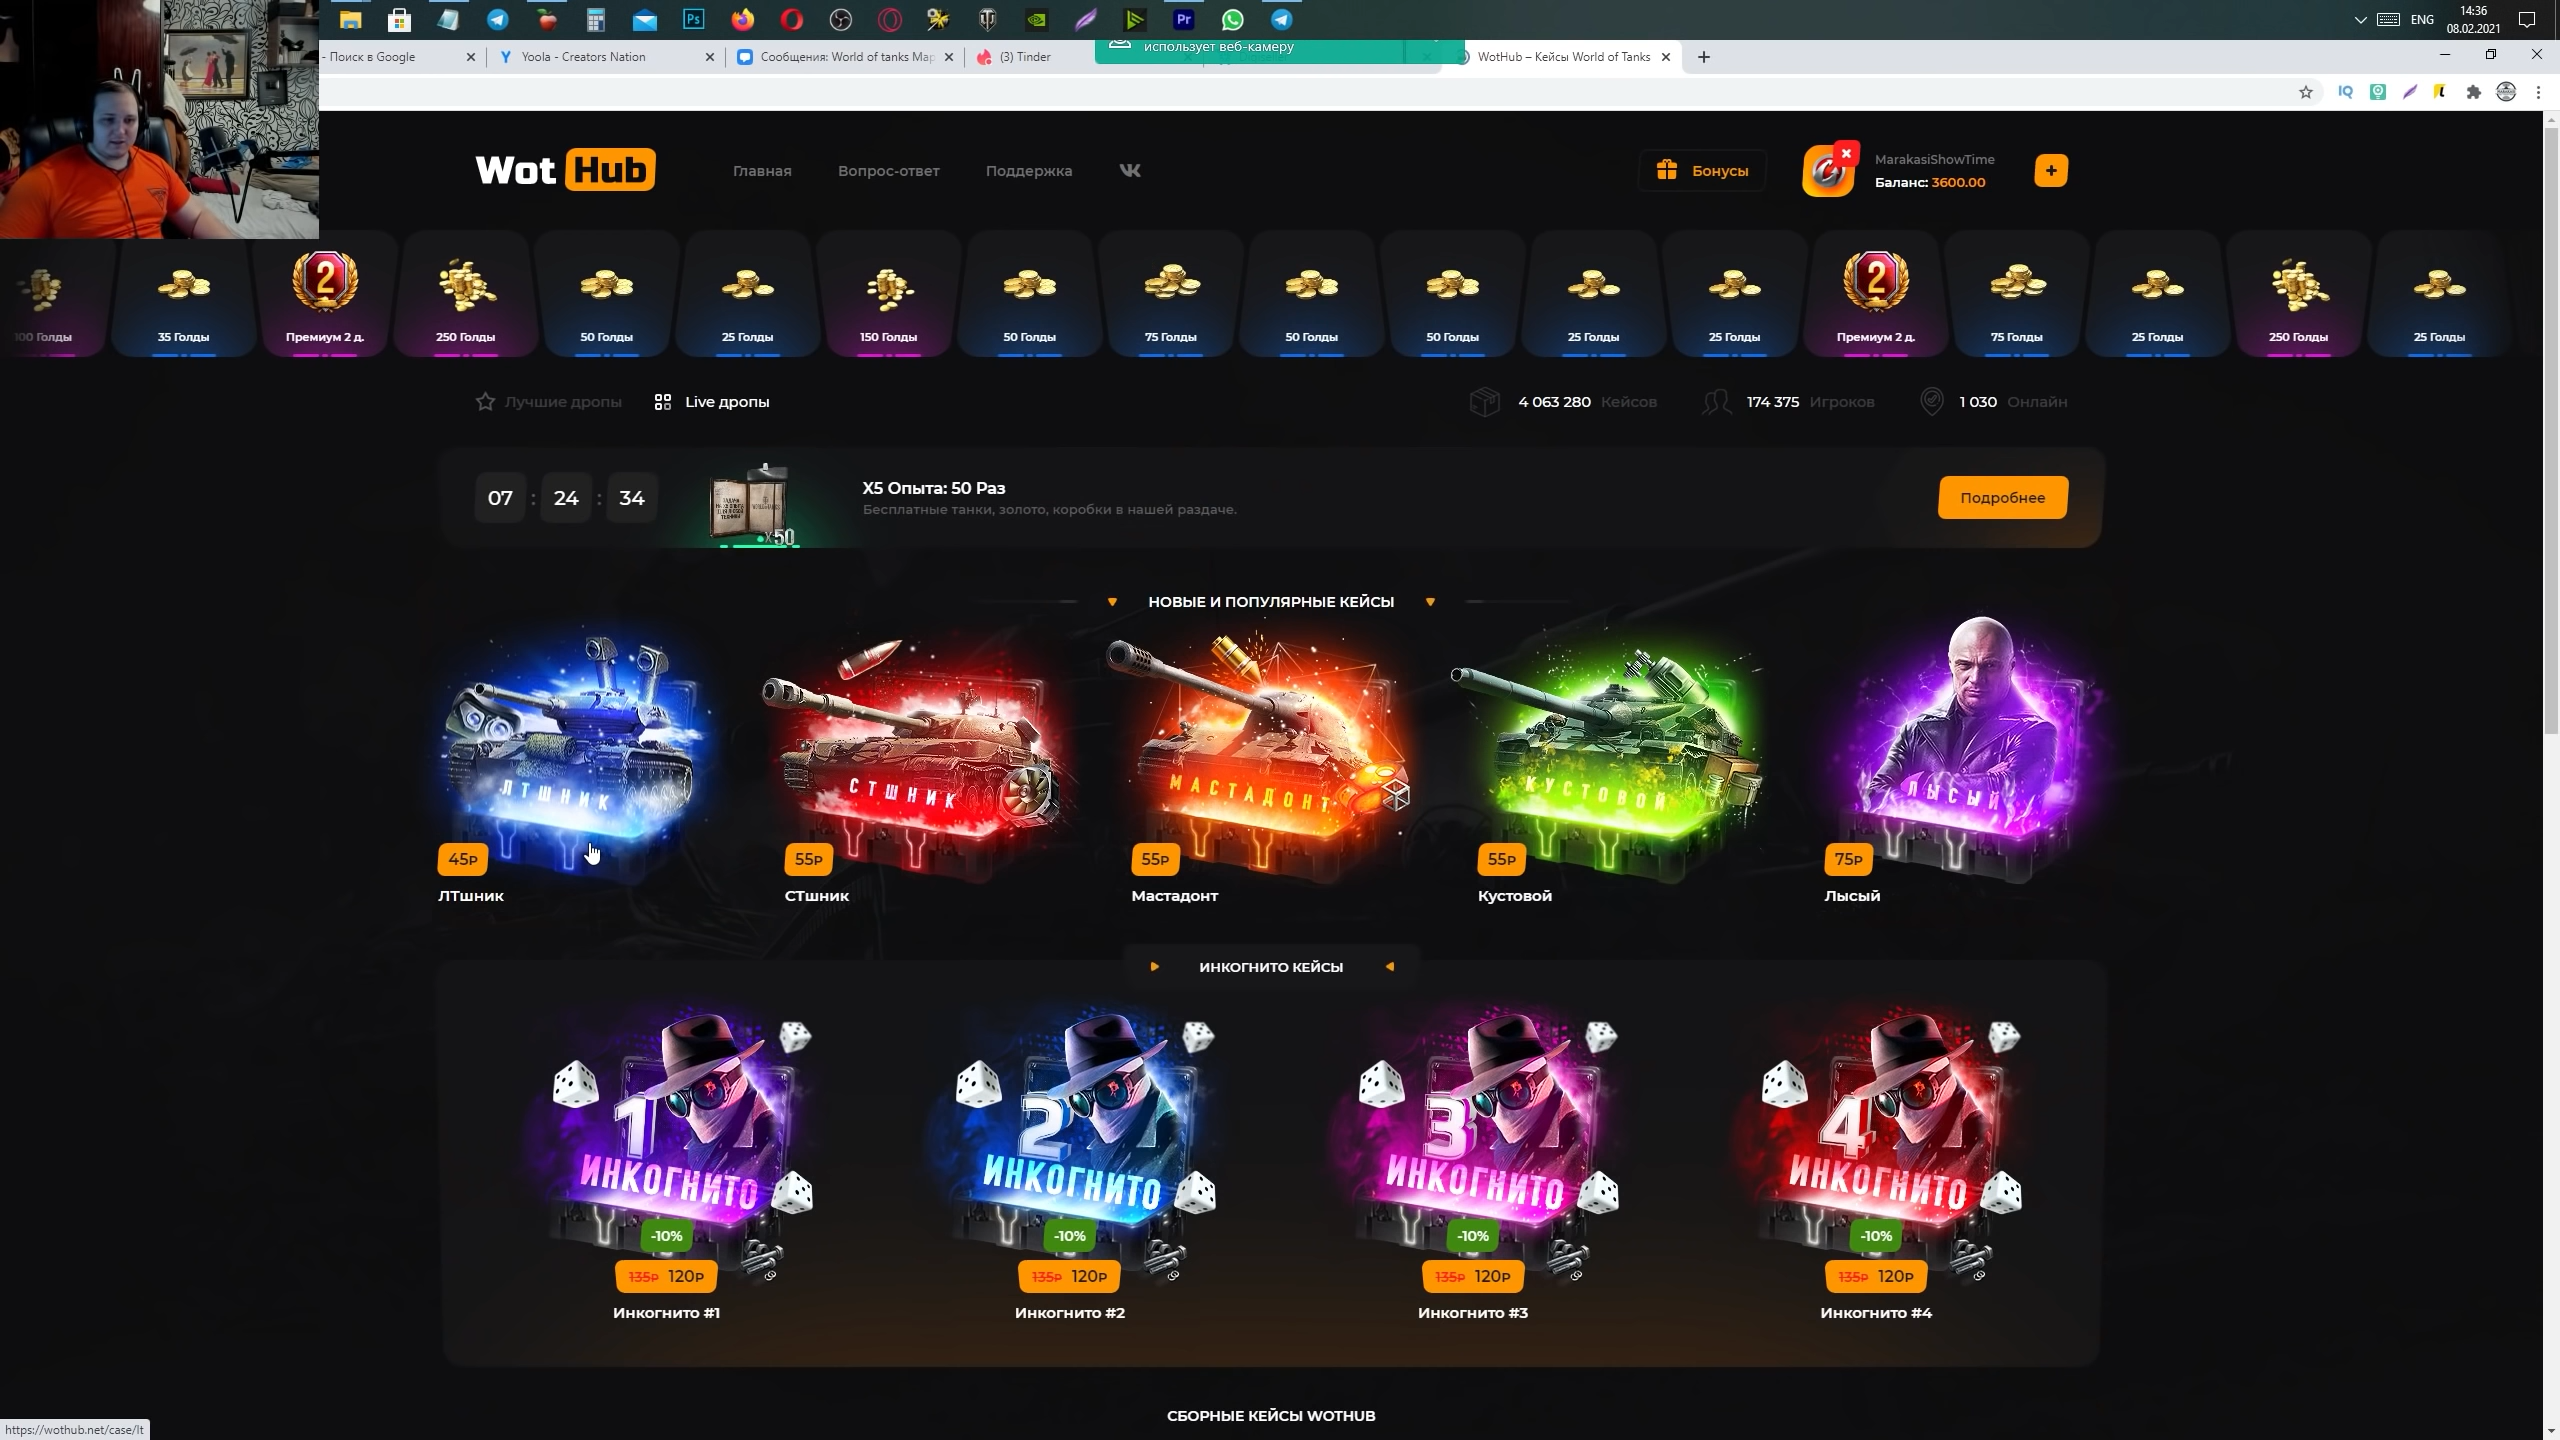 Ps
Pr
ENG
14:36
08.02.2021
- Поиск в Google
Yoola - Creators Nation
Сообщения: World of tanks Мар
(3) Tinder
использует веб-камеру
WotHub – Кейсы World of Tanks
IQ
Wot Hub
Главная
Вопрос-ответ
Поддержка
Бонусы
MarakasiShowTime
Баланс: 3600.00
100 Голды
35 Голды
Премиум 2 д.
250 Голды
50 Голды
25 Голды
150 Голды
50 Голды
75 Голды
50 Голды
50 Голды
25 Голды
25 Голды
Премиум 2 д.
75 Голды
25 Голды
250 Голды
25 Голды
Лучшие дропы
Live дропы
4 063 280 Кейсов
174 375 Игроков
1 030 Онлайн
07 : 24 : 34
x50
X5 Опыта: 50 Раз
Бесплатные танки, золото, коробки в нашей раздаче.
Подробнее
НОВЫЕ И ПОПУЛЯРНЫЕ КЕЙСЫ
ЛТШНИК
СТШНИК
МАСТАДОНТ
КУСТОВОЙ
ЛЫСЫЙ
45Р
55Р
55Р
55Р
75Р
ЛТшник
СТшник
Мастадонт
Кустовой
Лысый
ИНКОГНИТО КЕЙСЫ
1
ИНКОГНИТО
2
ИНКОГНИТО
3
ИНКОГНИТО
4
ИНКОГНИТО
-10%
-10%
-10%
-10%
135Р 120Р
135Р 120Р
135Р 120Р
135Р 120Р
Инкогнито #1
Инкогнито #2
Инкогнито #3
Инкогнито #4
СБОРНЫЕ КЕЙСЫ WOTHUB
https://wothub.net/case/lt